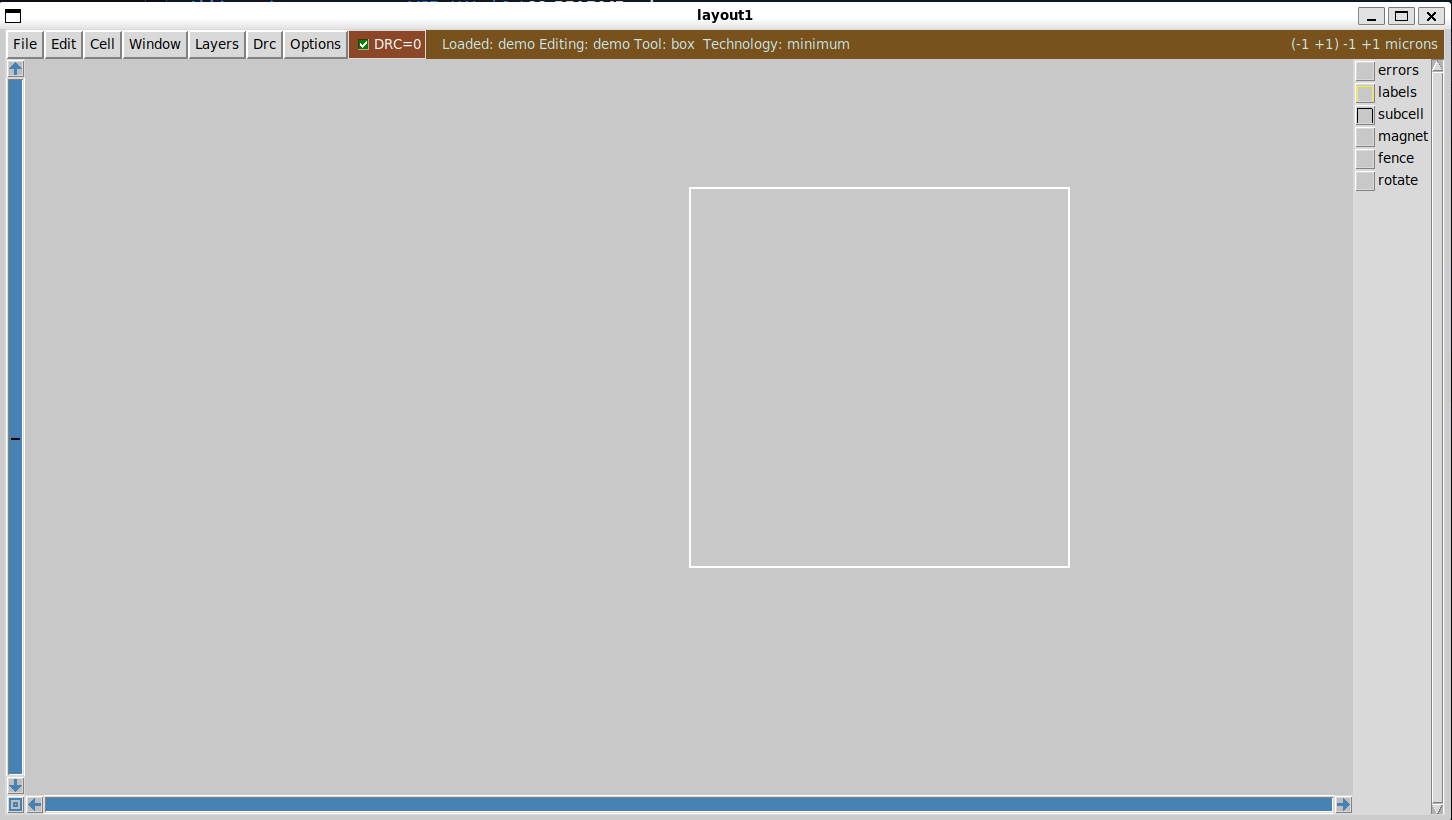 layout1
File Edit Cell Window Layers Drc Options DRC=0 Loaded: demo Editing: demo Tool: box Technology: minimum (-1 +1) -1 +1 microns
errors
labels
subcell
magnet
fence
rotate